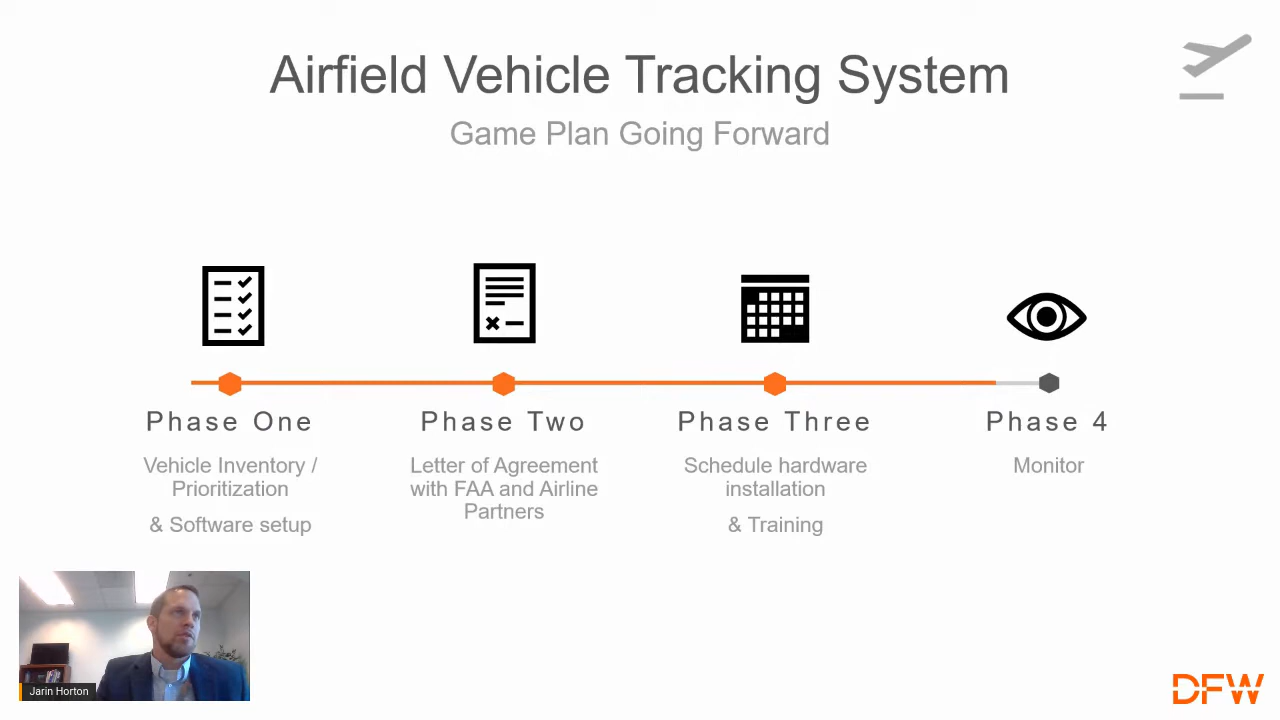 Airfield Vehicle Tracking System
Game Plan Going Forward
Phase One
Vehicle Inventory /
Prioritization
& Software setup
Phase Two
Letter of Agreement
with FAA and Airline
Partners
Phase Three
Schedule hardware
installation
& Training
Phase 4
Monitor
Jarin Horton
DFW